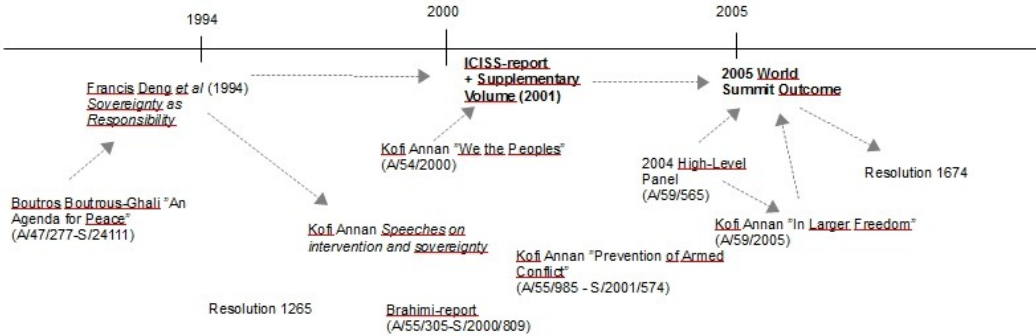 1994
2000
2005
Francis Deng et al (1994)
Sovereignty as
Responsibility
ICISS-report
+ Supplementary
Volume (2001)
2005 World
Summit Outcome
Kofi Annan "We the Peoples"
(A/54/2000)
2004 High-Level
Panel
(A/59/565)
Resolution 1674
Boutros Boutrous-Ghali "An
Agenda for Peace"
(A/47/277-S/24111)
Kofi Annan Speeches on
intervention and sovereignty
Kofi Annan "In Larger Freedom"
(A/59/2005)
Kofi Annan "Prevention of Armed
Conflict"
(A/55/985 - S/2001/574)
Resolution 1265
Brahimi-report
(A/55/305-S/2000/809)